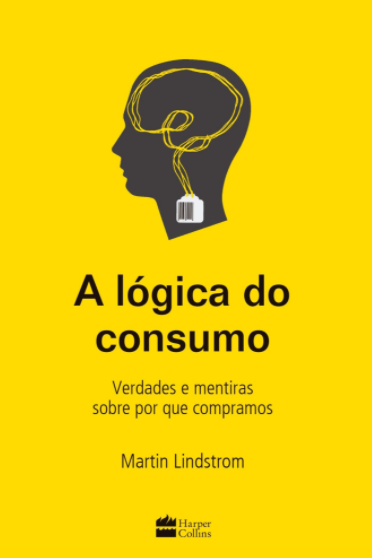 A lógica do
consumo
Verdades e mentiras
sobre por que compramos
Martin Lindstrom
Harper
Collins